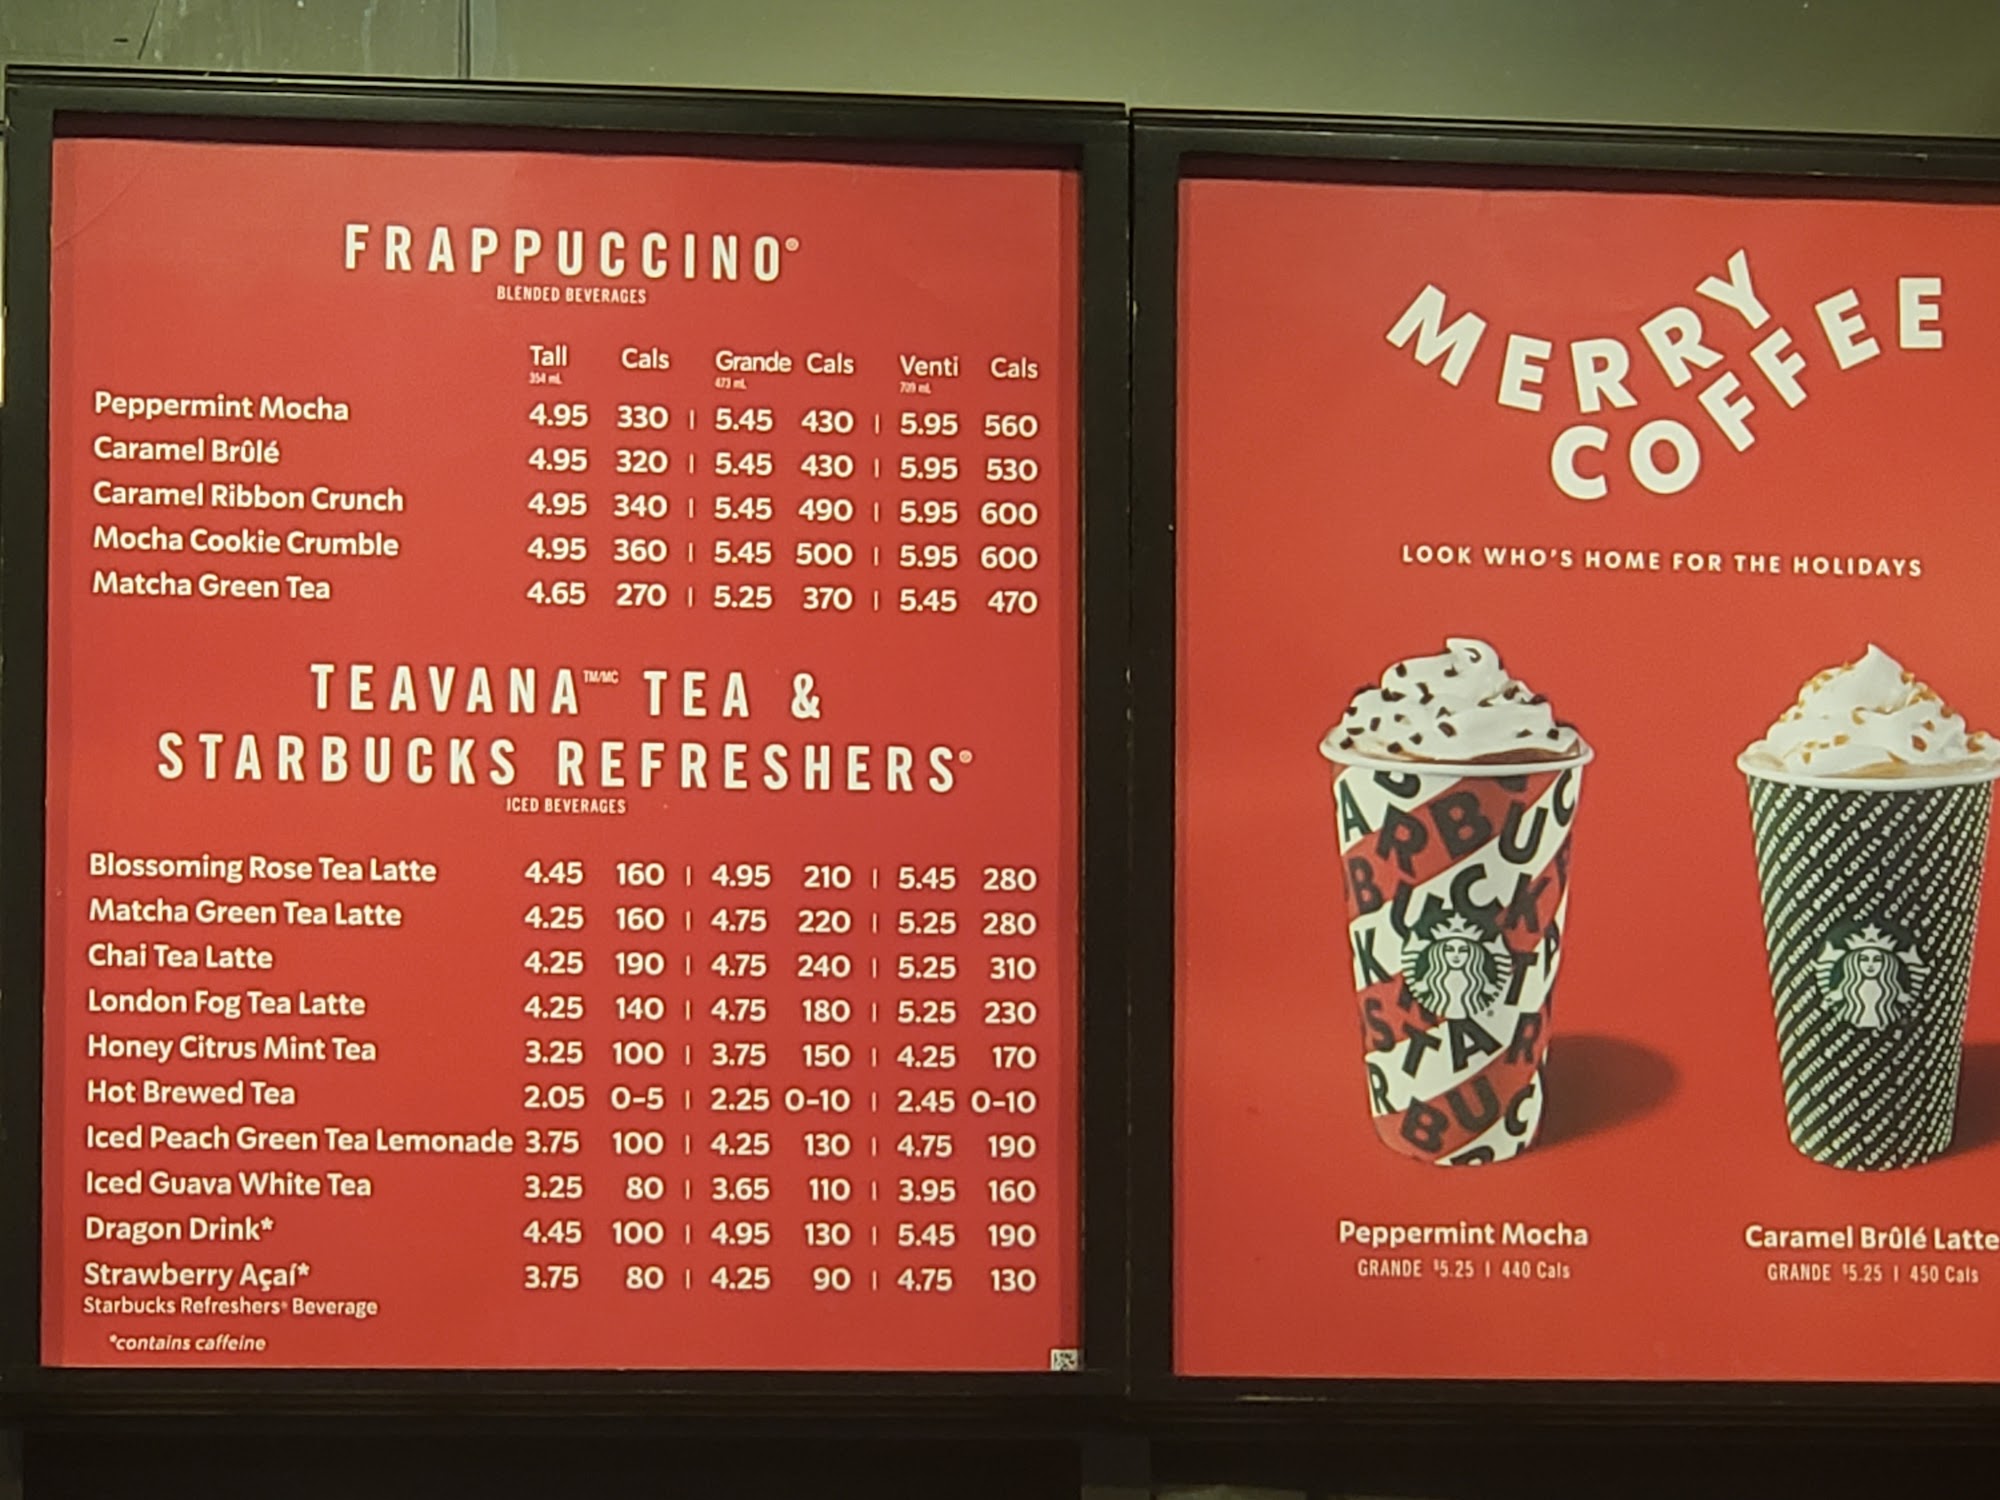 FRAPPUCCINO®
BLENDED BEVERAGES
Tall Cals Grande Cals Venti Cals
354 mL 473 mL 709 mL
Peppermint Mocha 4.95 330 | 5.45 430 | 5.95 560
Caramel Brûlé 4.95 320 | 5.45 430 | 5.95 530
Caramel Ribbon Crunch 4.95 340 | 5.45 490 | 5.95 600
Mocha Cookie Crumble 4.95 360 | 5.45 500 | 5.95 600
Matcha Green Tea 4.65 270 | 5.25 370 | 5.45 470
TEAVANA™/MC TEA &
STARBUCKS REFRESHERS®
ICED BEVERAGES
Blossoming Rose Tea Latte 4.45 160 | 4.95 210 | 5.45 280
Matcha Green Tea Latte 4.25 160 | 4.75 220 | 5.25 280
Chai Tea Latte 4.25 190 | 4.75 240 | 5.25 310
London Fog Tea Latte 4.25 140 | 4.75 180 | 5.25 230
Honey Citrus Mint Tea 3.25 100 | 3.75 150 | 4.25 170
Hot Brewed Tea 2.05 0-5 | 2.25 0-10 | 2.45 0-10
Iced Peach Green Tea Lemonade 3.75 100 | 4.25 130 | 4.75 190
Iced Guava White Tea 3.25 80 | 3.65 110 | 3.95 160
Dragon Drink* 4.45 100 | 4.95 130 | 5.45 190
Strawberry Açaí* 3.75 80 | 4.25 90 | 4.75 130
Starbucks Refreshers® Beverage
*contains caffeine
MERRY
COFFEE
LOOK WHO'S HOME FOR THE HOLIDAYS
Peppermint Mocha
GRANDE $5.25 | 440 Cals
Caramel Brûlé Latte
GRANDE $5.25 | 450 Cals